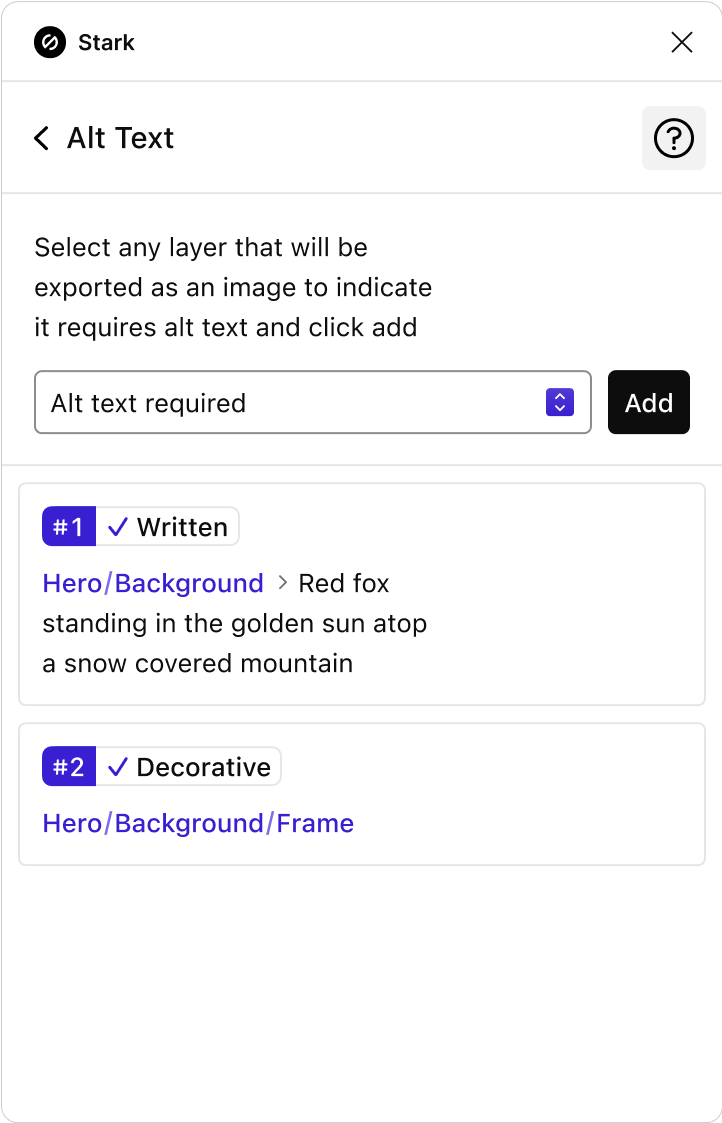 Stark
Alt Text
Select any layer that will be
exported as an image to indicate
it requires alt text and click add
Alt text required
Add
#1 Written
Hero/Background > Red fox
standing in the golden sun atop
a snow covered mountain
#2 Decorative
Hero/Background/Frame